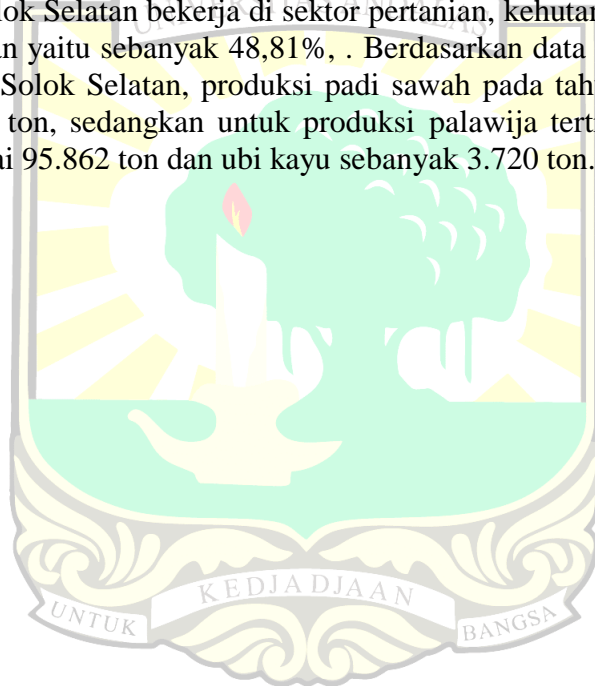 lok Selatan bekerja di sektor pertanian, kehutan
an yaitu sebanyak 48,81%, . Berdasarkan data
Solok Selatan, produksi padi sawah pada tah
ton, sedangkan untuk produksi palawija terti
ai 95.862 ton dan ubi kayu sebanyak 3.720 ton.
UNTUK KEDJADJAAN BANGSA